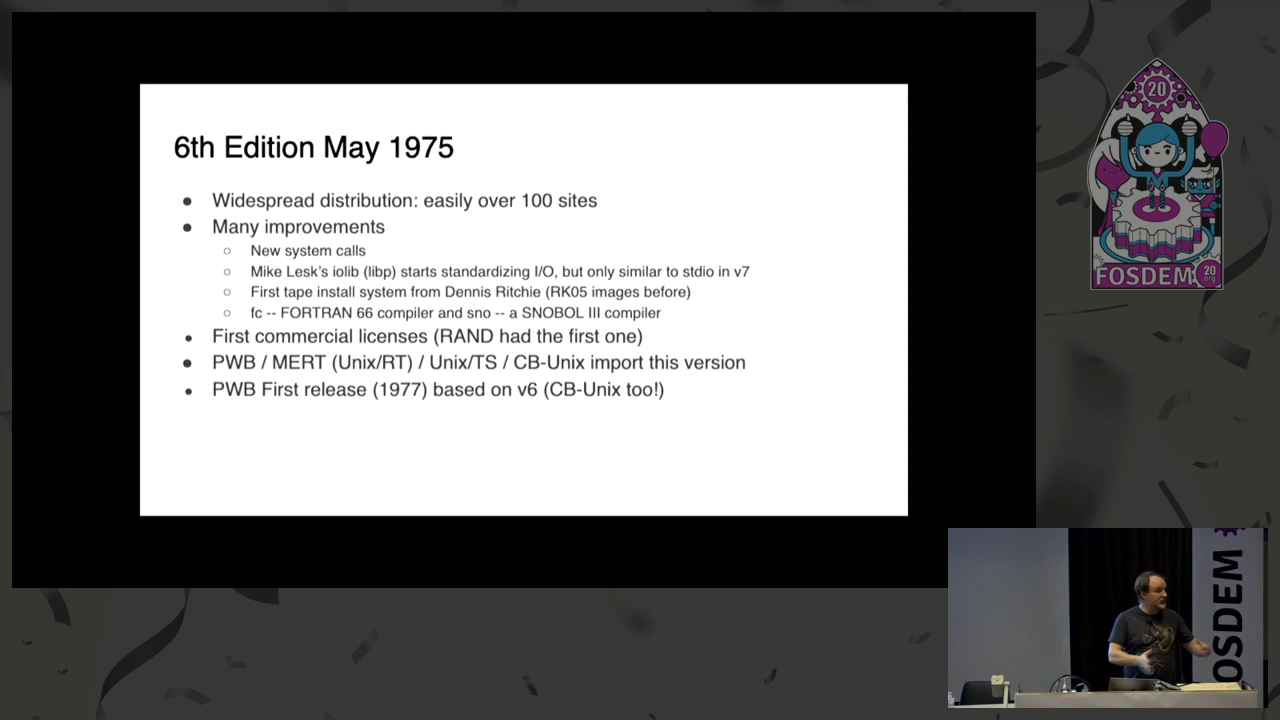 6th Edition May 1975
● Widespread distribution: easily over 100 sites
● Many improvements
○ New system calls
○ Mike Lesk's iolib (libp) starts standardizing I/O, but only similar to stdio in v7
○ First tape install system from Dennis Ritchie (RK05 images before)
○ fc -- FORTRAN 66 compiler and sno -- a SNOBOL III compiler
● First commercial licenses (RAND had the first one)
● PWB / MERT (Unix/RT) / Unix/TS / CB-Unix import this version
● PWB First release (1977) based on v6 (CB-Unix too!)
20
FOSDEM
20
org
OSDEM